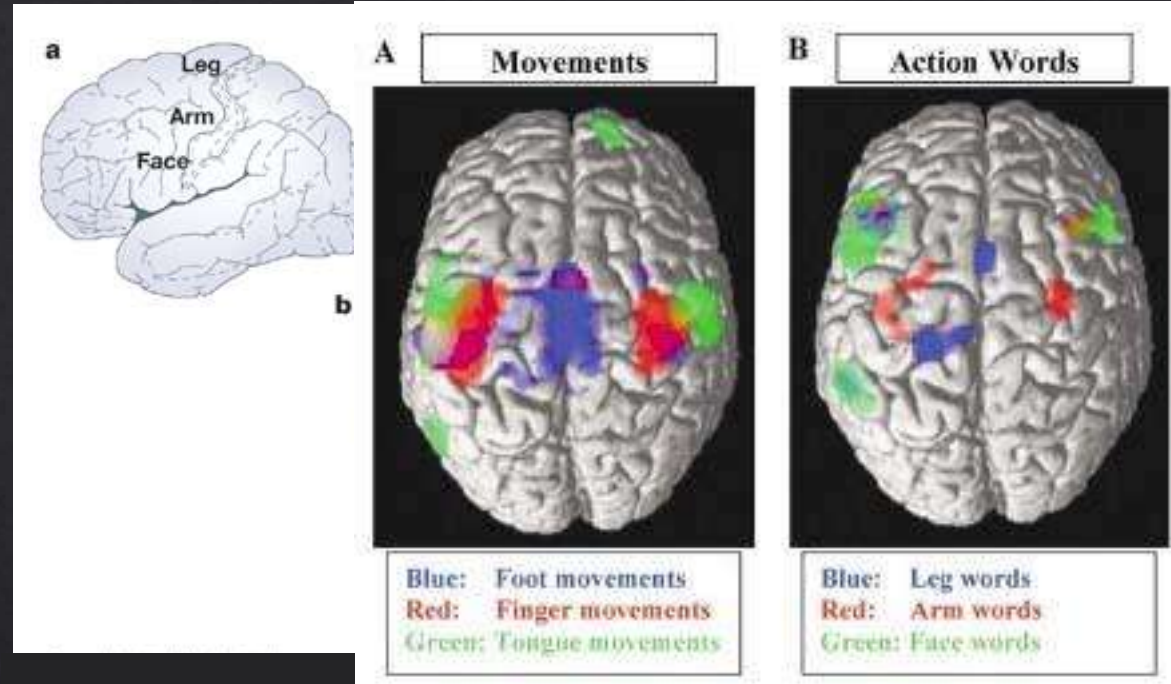 a
Leg
Arm
Face
b
A
Movements
Blue: Foot movements
Red: Finger movements
Green: Tongue movements
B
Action Words
Blue: Leg words
Red: Arm words
Green: Face words